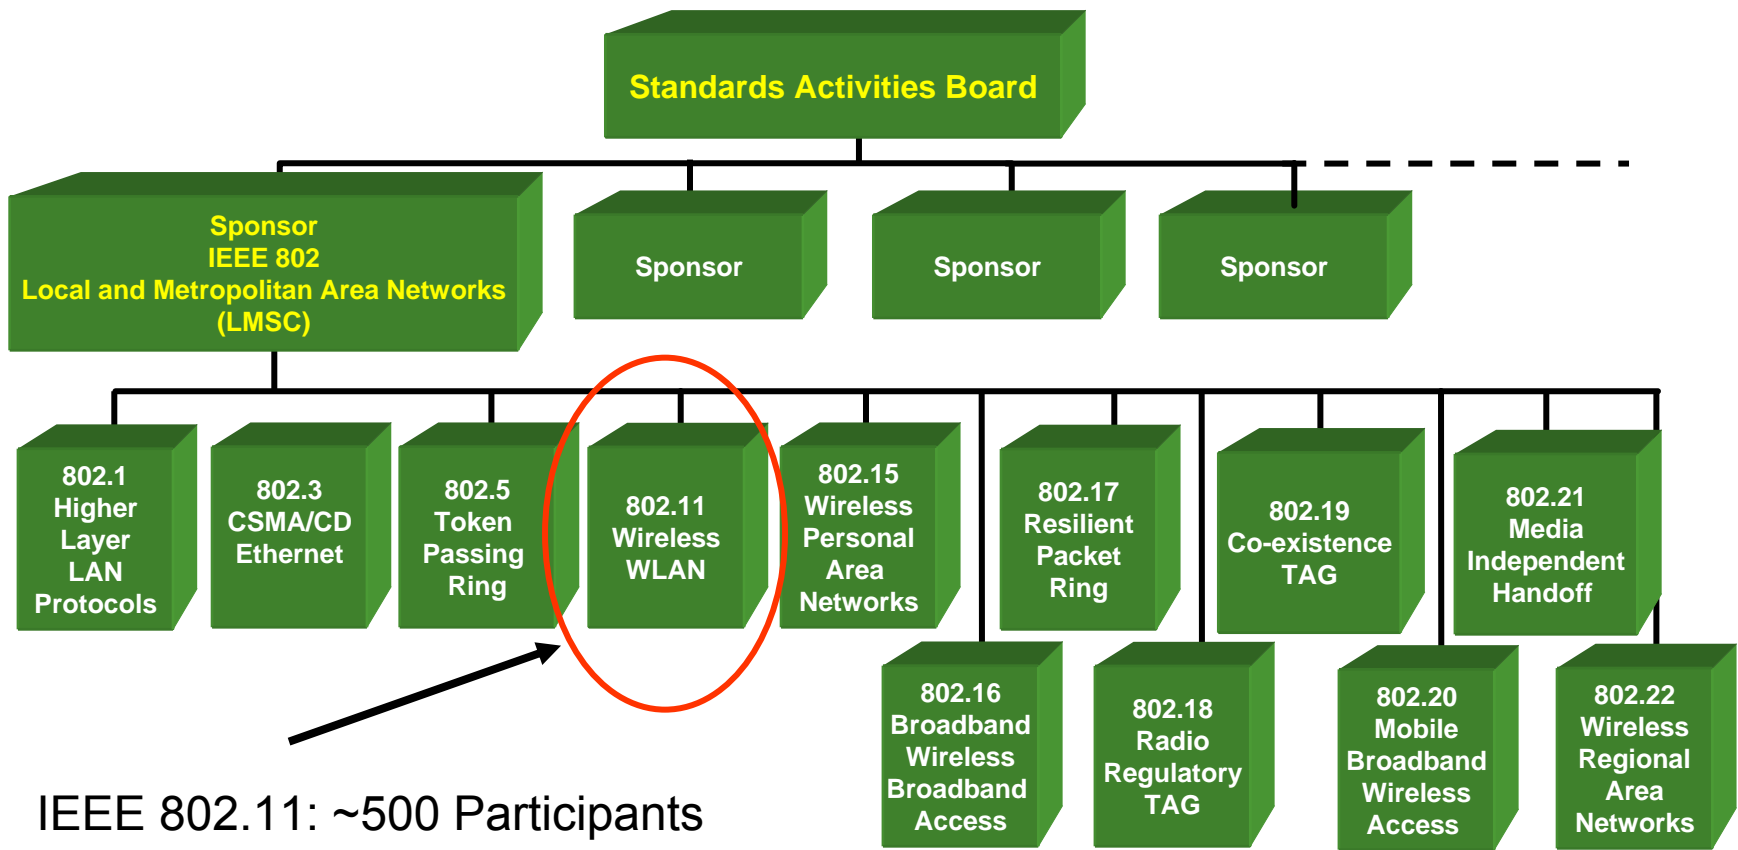 Standards Activities Board
Sponsor
IEEE 802
Local and Metropolitan Area Networks
(LMSC)
Sponsor
Sponsor
Sponsor
802.1
Higher
Layer
LAN
Protocols
802.3
CSMA/CD
Ethernet
802.5
Token
Passing
Ring
802.11
Wireless
WLAN
802.15
Wireless
Personal
Area
Networks
802.17
Resilient
Packet
Ring
802.19
Co-existence
TAG
802.21
Media
Independent
Handoff
802.16
Broadband
Wireless
Broadband
Access
802.18
Radio
Regulatory
TAG
802.20
Mobile
Broadband
Wireless
Access
802.22
Wireless
Regional
Area
Networks
IEEE 802.11: ~500 Participants